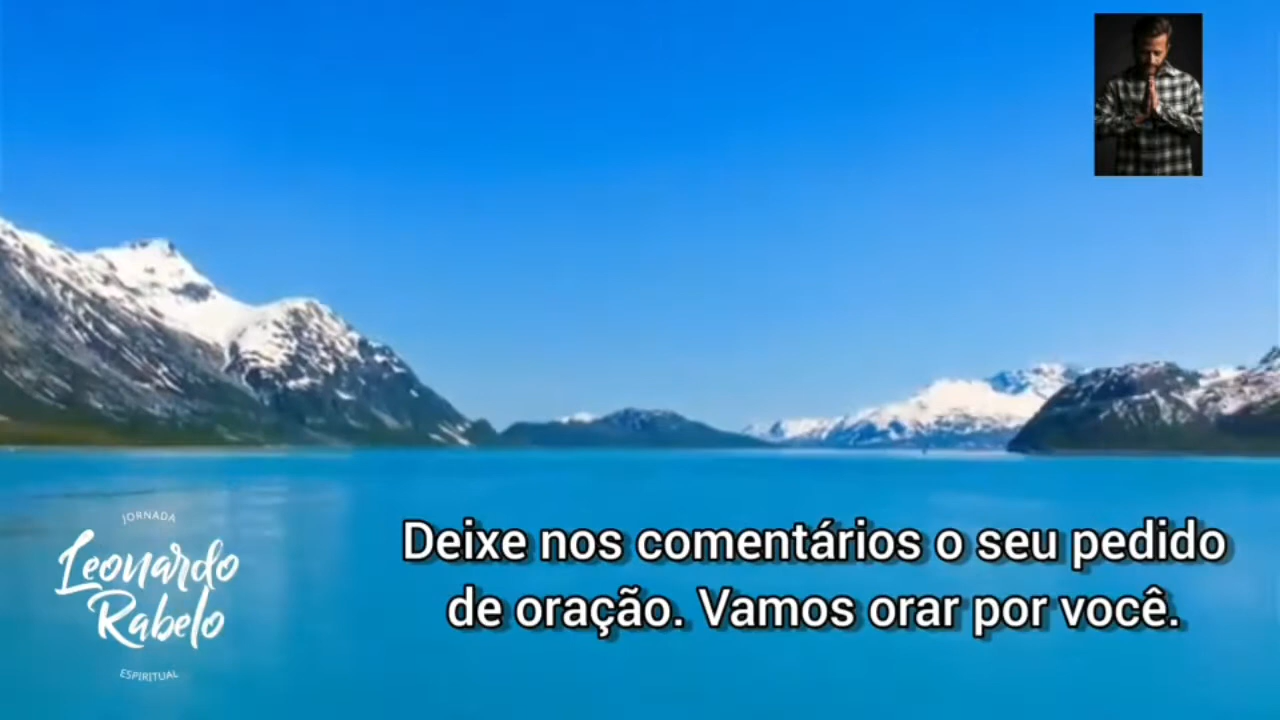 JORNADA
Leonardo
Rabelo
ESPIRITUAL
Deixe nos comentários o seu pedido
de oração. Vamos orar por você.